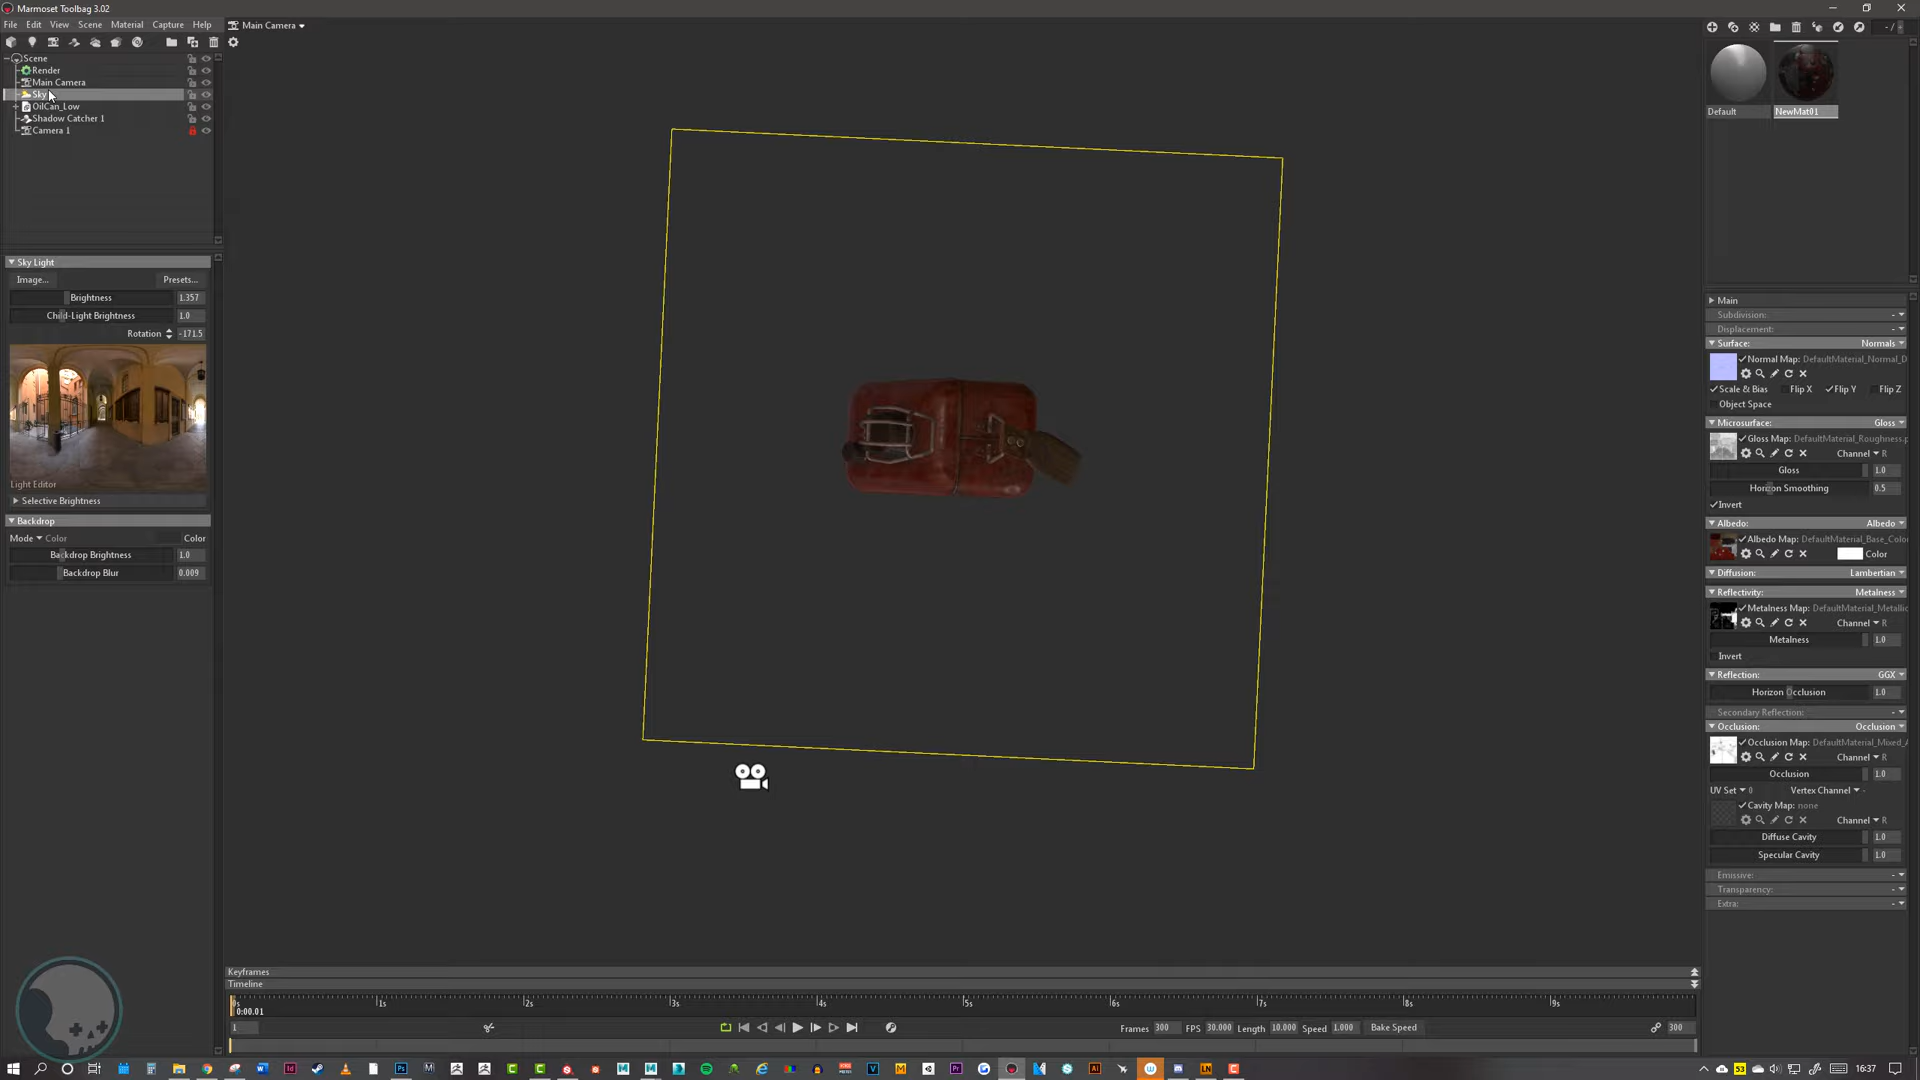 Marmoset Toolbag 3.02
File Edit View Scene Material Capture Help
Main Camera
Scene
Render
Main Camera
Sky
OilCan_Low
Shadow Catcher 1
Camera 1
Sky Light
Image... Presets...
Brightness 1.357
Child-Light Brightness 1.0
Rotation -171.5
Light Editor
Selective Brightness
Backdrop
Mode Color Color
Backdrop Brightness 1.0
Backdrop Blur 0.009
Default NewMat01
Main
Subdivision: -
Displacement: -
Surface: Normals
Normal Map: DefaultMaterial_Normal_D
Scale & Bias Flip X Flip Y Flip Z
Object Space
Microsurface: Gloss
Gloss Map: DefaultMaterial_Roughness.p
Channel R
Gloss 1.0
Horizon Smoothing 0.5
Invert
Albedo: Albedo
Albedo Map: DefaultMaterial_Base_Color
Color
Diffusion: Lambertian
Reflectivity: Metalness
Metalness Map: DefaultMaterial_Metallic
Channel R
Metalness 1.0
Invert
Reflection: GGX
Horizon Occlusion 1.0
Secondary Reflection: -
Occlusion: Occlusion
Occlusion Map: DefaultMaterial_Mixed_A
Channel R
Occlusion 1.0
UV Set 0 Vertex Channel -
Cavity Map: none
Channel R
Diffuse Cavity 1.0
Specular Cavity 1.0
Emissive: -
Transparency: -
Extra: -
Keyframes
Timeline
0s 1s 2s 3s 4s 5s 6s 7s 8s 9s
0:00.01
1 Frames 300 FPS 30.000 Length 10.000 Speed 1.000 Bake Speed 300
53 16:37